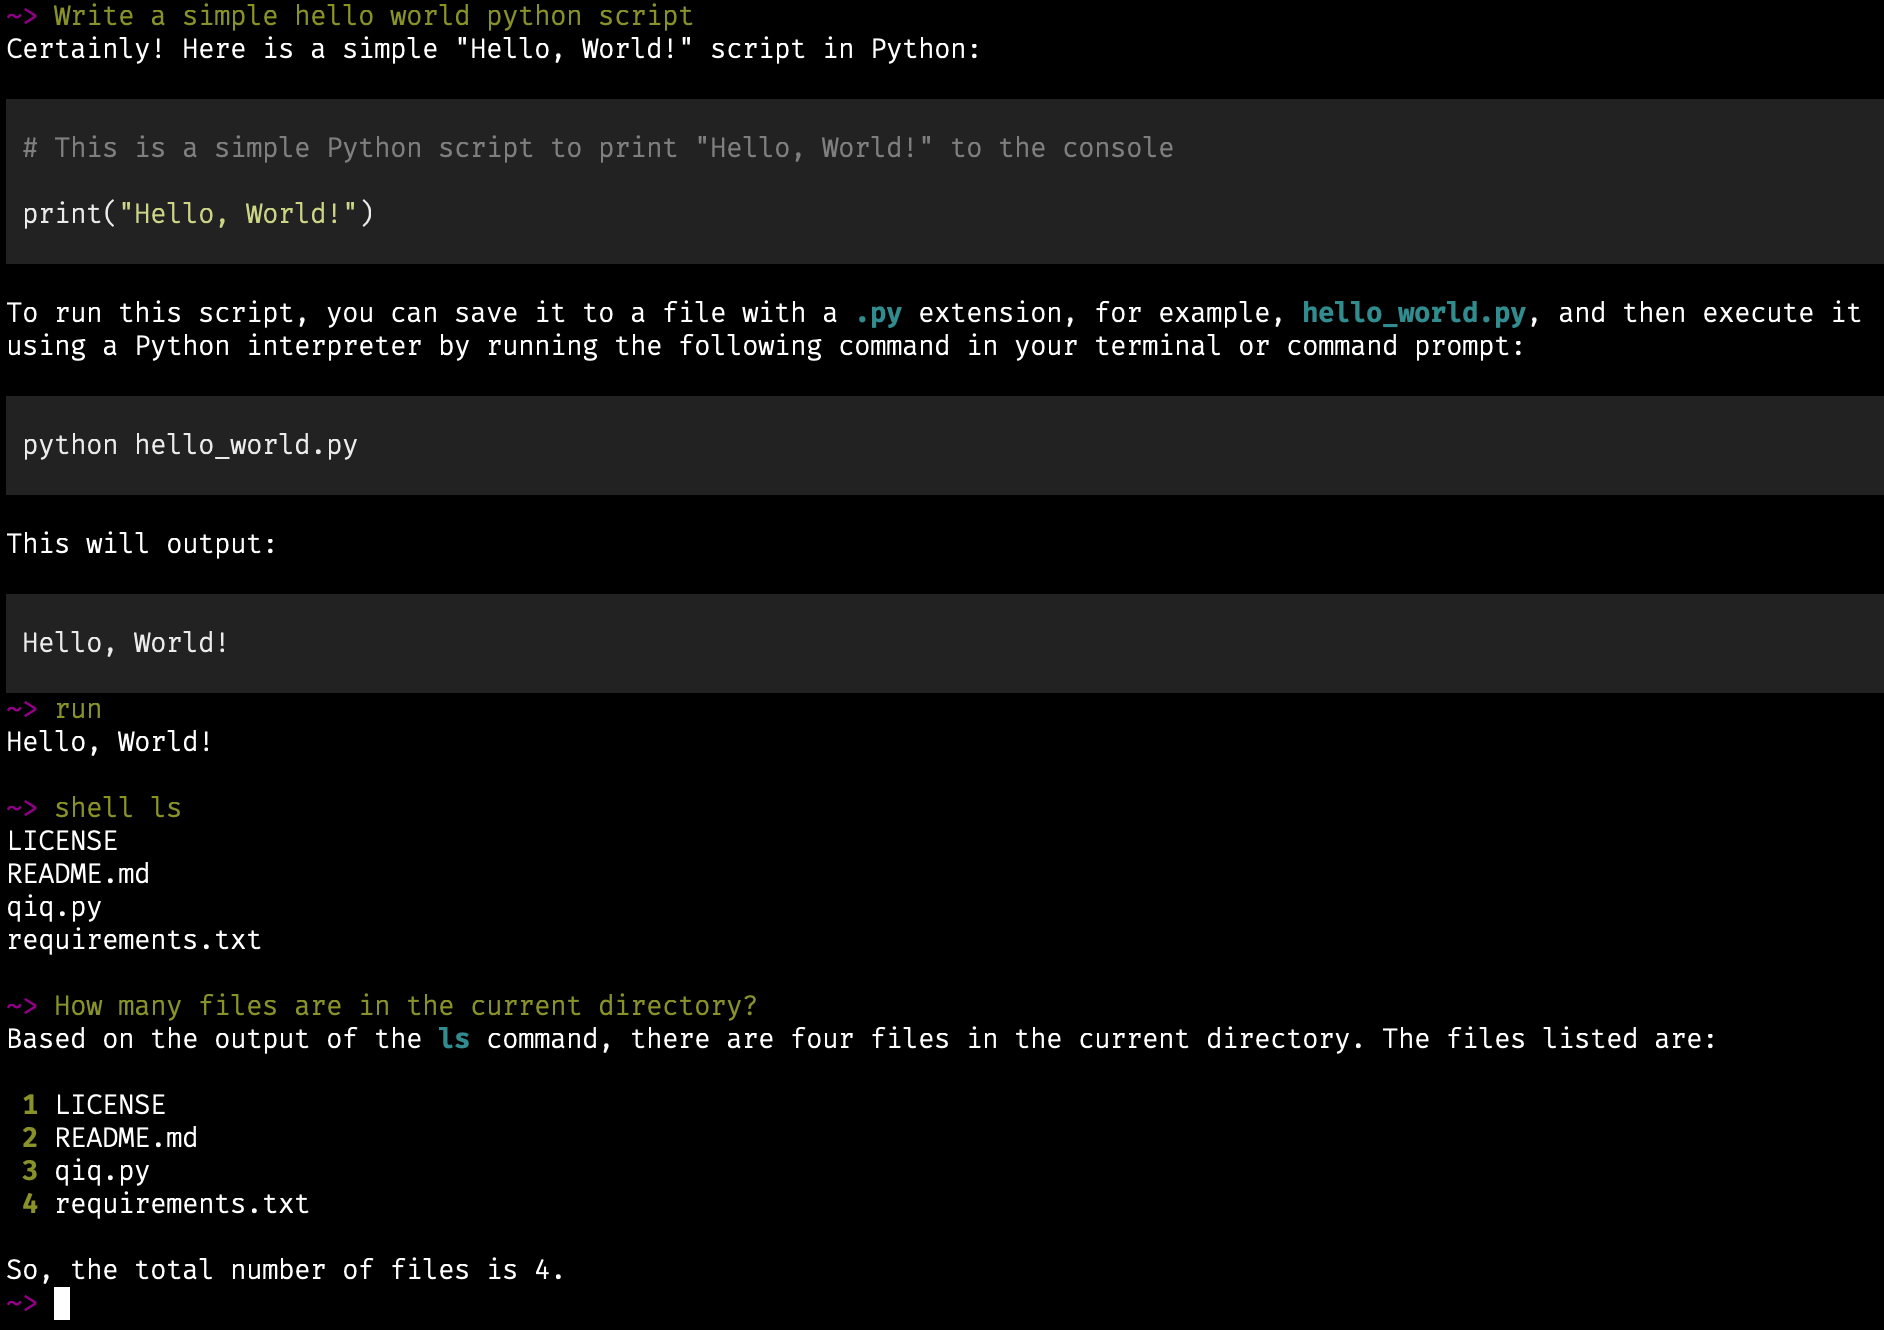 ~> Write a simple hello world python script
Certainly! Here is a simple "Hello, World!" script in Python:
# This is a simple Python script to print "Hello, World!" to the console
print("Hello, World!")
To run this script, you can save it to a file with a .py extension, for example, hello_world.py, and then execute it
using a Python interpreter by running the following command in your terminal or command prompt:
python hello_world.py
This will output:
Hello, World!
~> run
Hello, World!
~> shell ls
LICENSE
README.md
qiq.py
requirements.txt
~> How many files are in the current directory?
Based on the output of the ls command, there are four files in the current directory. The files listed are:
1 LICENSE
2 README.md
3 qiq.py
4 requirements.txt
So, the total number of files is 4.
~>